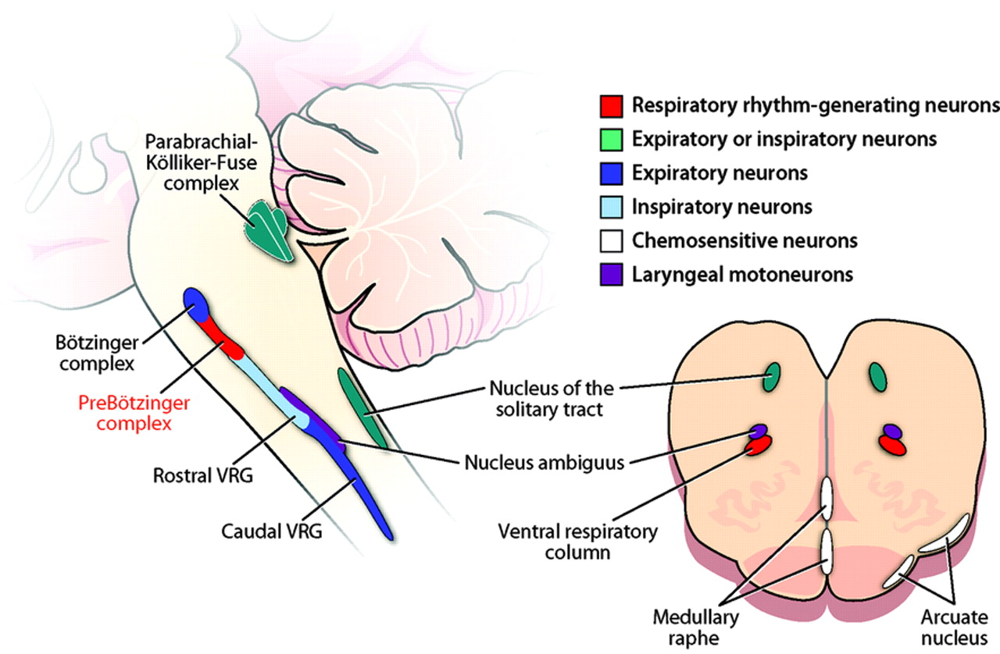 Respiratory rhythm-generating neurons
Expiratory or inspiratory neurons
Expiratory neurons
Inspiratory neurons
Chemosensitive neurons
Laryngeal motoneurons
Parabrachial-
Kölliker-Fuse
complex
Bötzinger
complex
PreBötzinger
complex
Rostral VRG
Caudal VRG
Nucleus of the
solitary tract
Nucleus ambiguus
Ventral respiratory
column
Medullary
raphe
Arcuate
nucleus